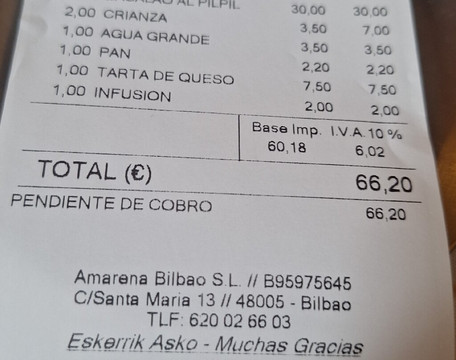 AL PILPIL 30,00 30,00
2,00 CRIANZA 3,50 7,00
1,00 AGUA GRANDE 3,50 3,50
1,00 PAN 2,20 2,20
1,00 TARTA DE QUESO 7,50 7,50
1,00 INFUSION 2,00 2,00
Base Imp. I.V.A. 10 %
60,18 6,02
TOTAL (€) 66,20
PENDIENTE DE COBRO 66,20
Amarena Bilbao S.L. // B95975645
C/Santa Maria 13 // 48005 - Bilbao
TLF: 620 02 66 03
Eskerrik Asko - Muchas Gracias